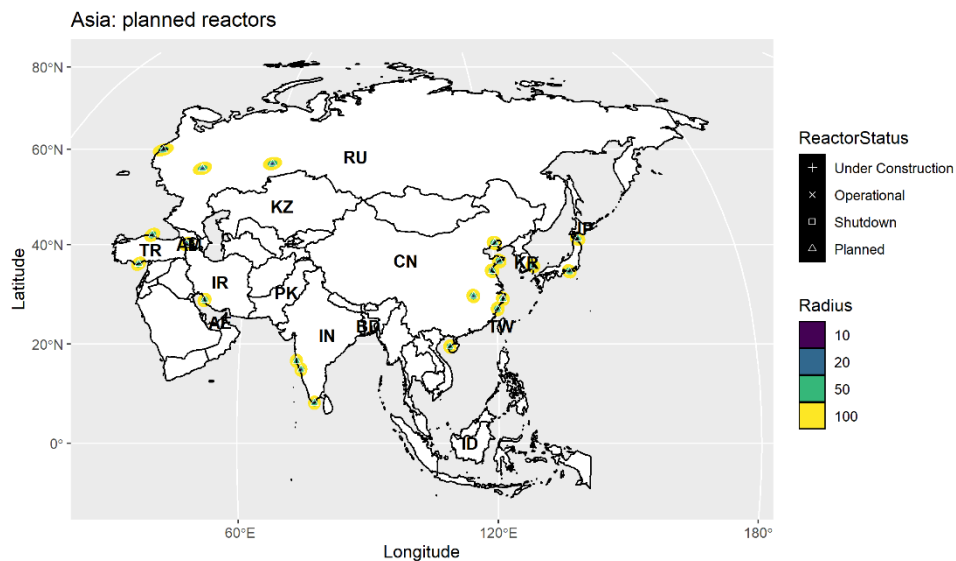 Asia: planned reactors
80°N
60°N
40°N
20°N
0°
Latitude
RU
KZ
TR
IR
PK
AE
IN
BD
CN
KR
JP
TW
ID
60°E
120°E
180°
Longitude
ReactorStatus
Under Construction
Operational
Shutdown
Planned
Radius
10
20
50
100